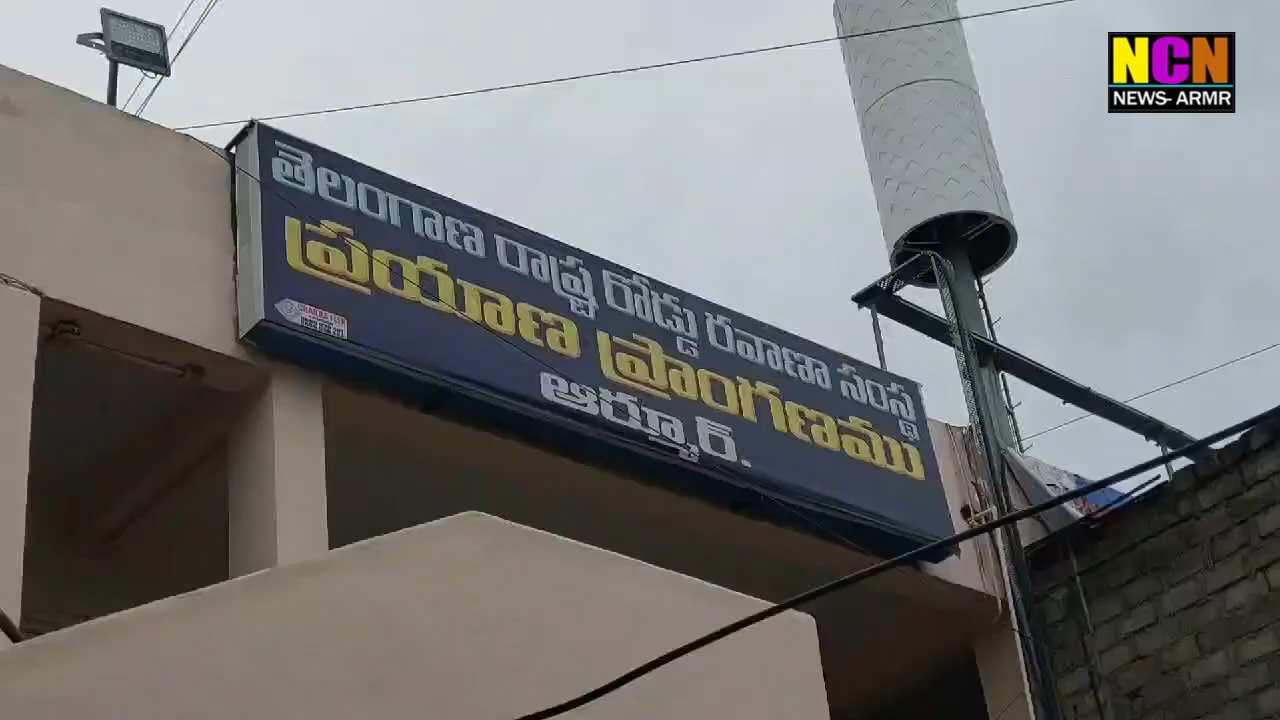 NCN
NEWS- ARMR
తెలంగాణ రాష్ట్ర రోడ్డు రవాణా సంస్థ
ప్రయాణ ప్రాంగణము
ఆర్మూర్.